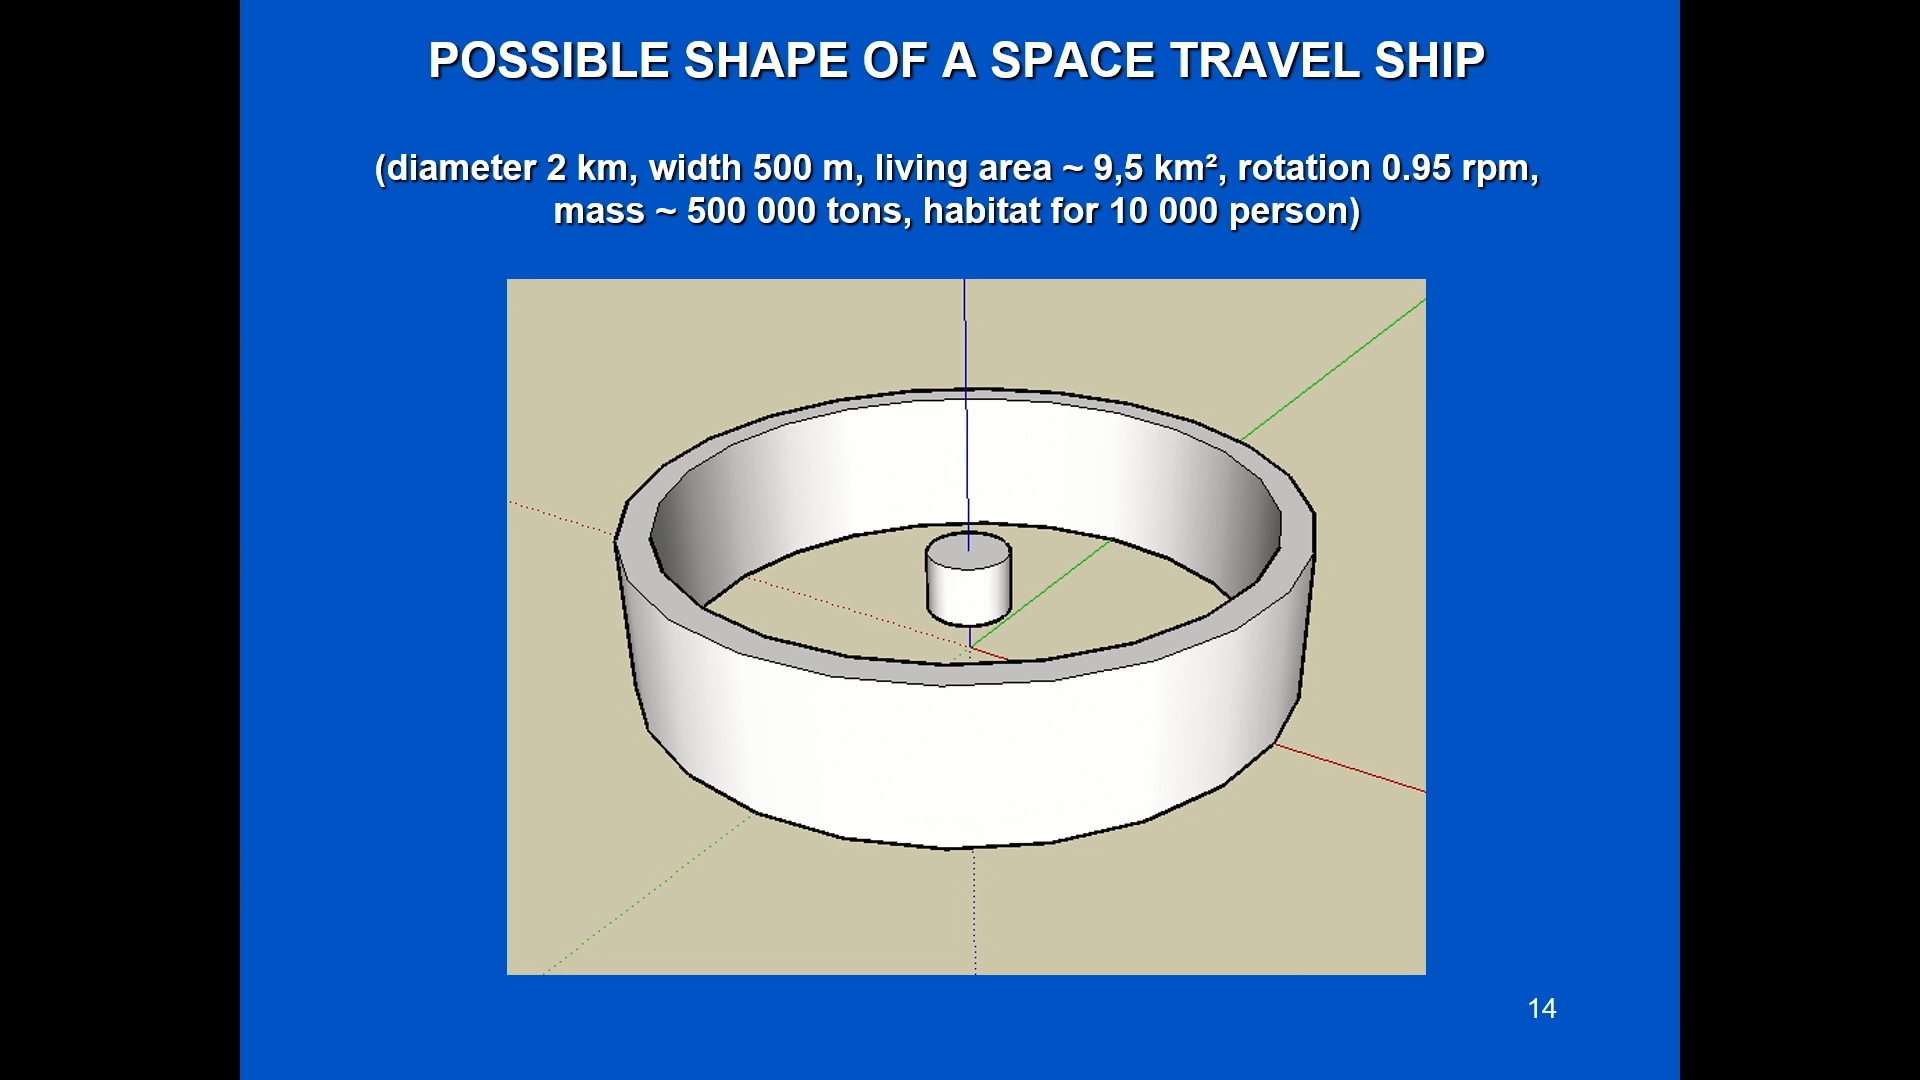 POSSIBLE SHAPE OF A SPACE TRAVEL SHIP
(diameter 2 km, width 500 m, living area ~ 9,5 km², rotation 0.95 rpm,
mass ~ 500 000 tons, habitat for 10 000 person)
14